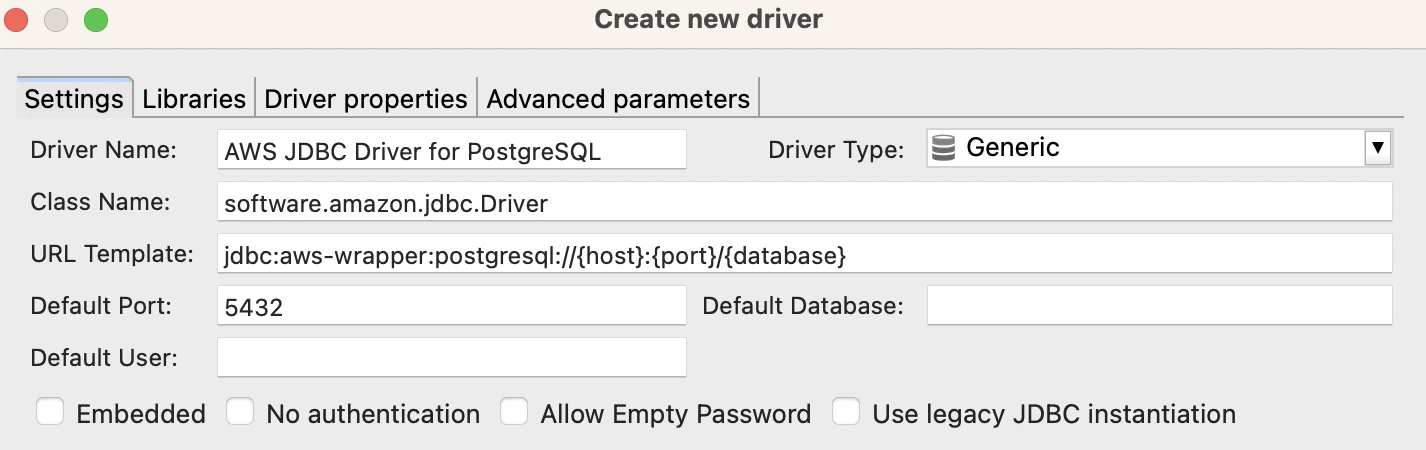 Create new driver
Settings Libraries Driver properties Advanced parameters
Driver Name: AWS JDBC Driver for PostgreSQL Driver Type: Generic
Class Name: software.amazon.jdbc.Driver
URL Template: jdbc:aws-wrapper:postgresql://{host}:{port}/{database}
Default Port: 5432 Default Database:
Default User:
Embedded No authentication Allow Empty Password Use legacy JDBC instantiation